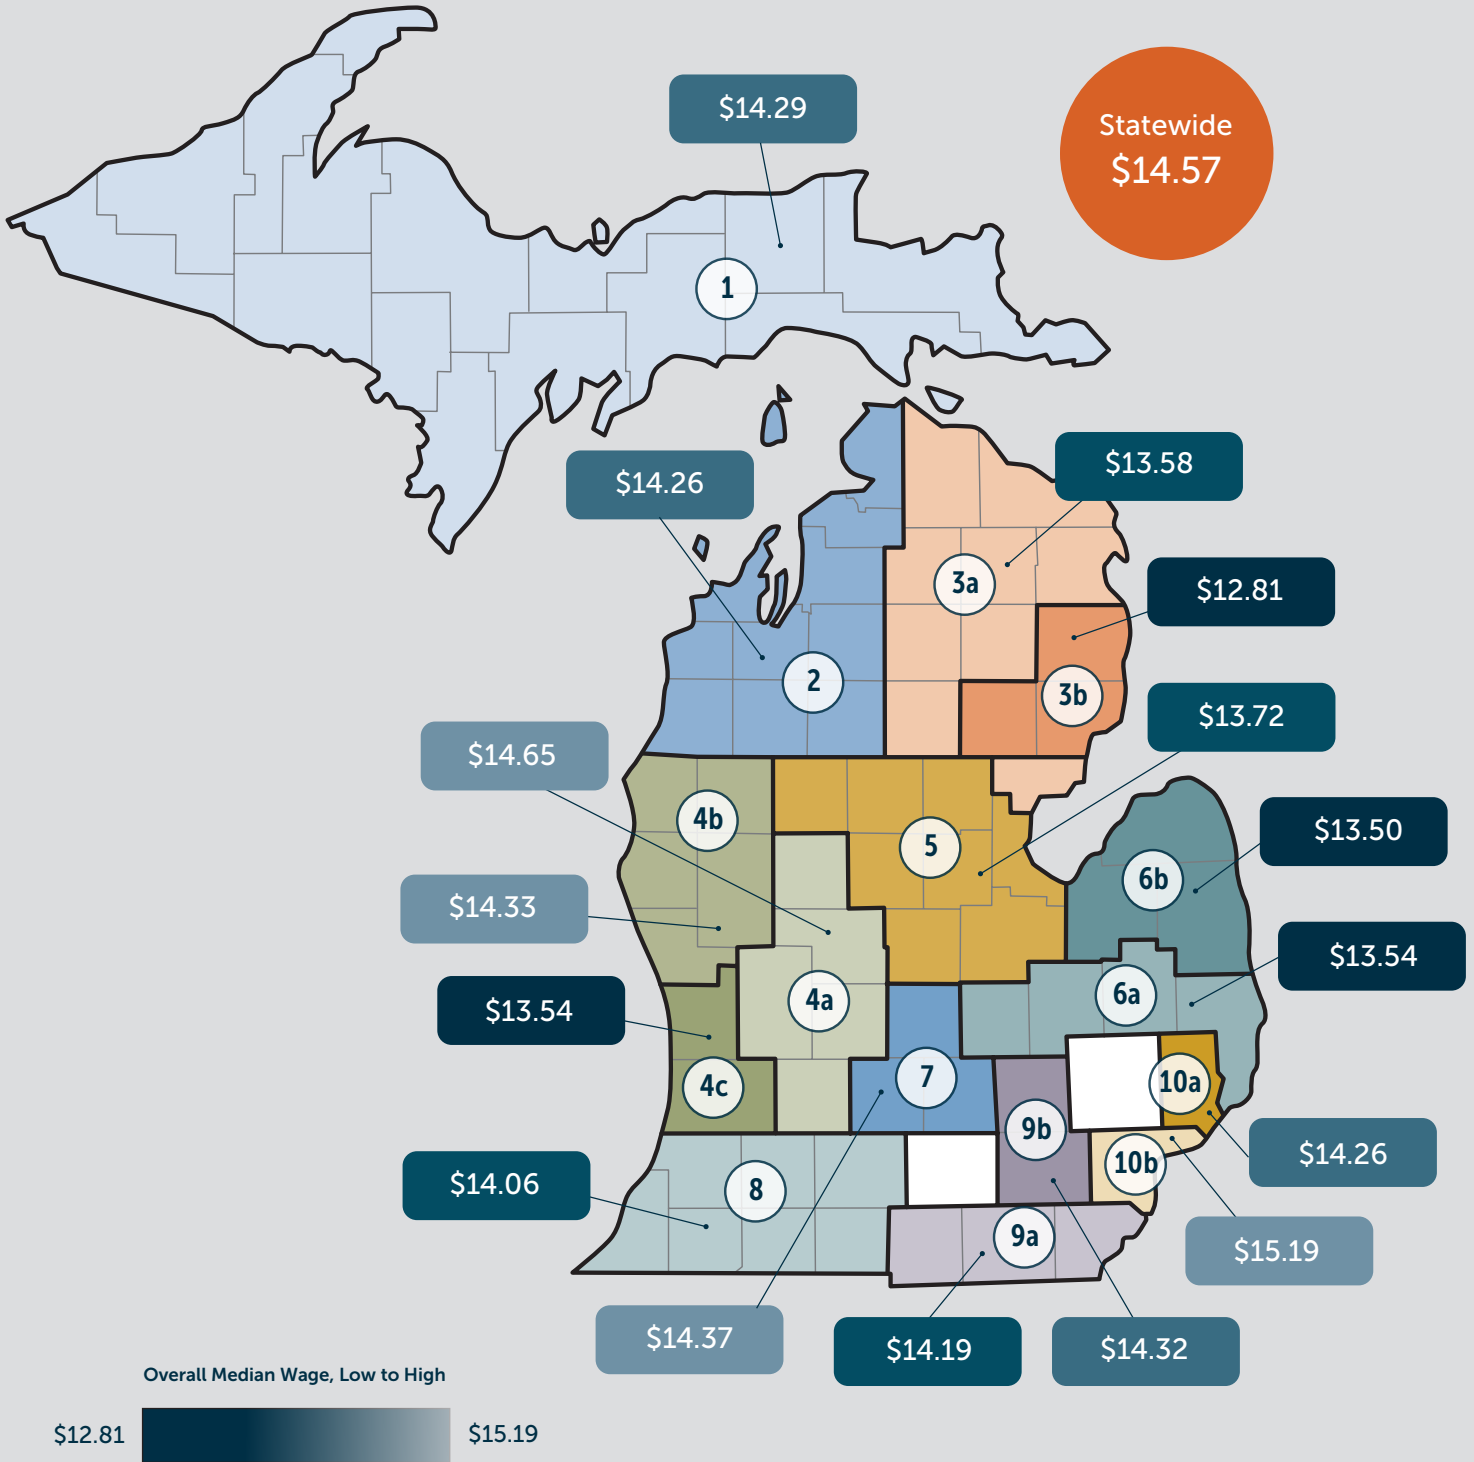 $14.29
Statewide
$14.57
1
$14.26
$13.58
3a
$12.81
2
3b
$13.72
$14.65
4b
5
$13.50
6b
$14.33
$13.54
4a
6a
$13.54
7
4c
10a
9b
$14.26
10b
$14.06
8
9a
$15.19
$14.37
$14.19
$14.32
Overall Median Wage, Low to High
$12.81
$15.19